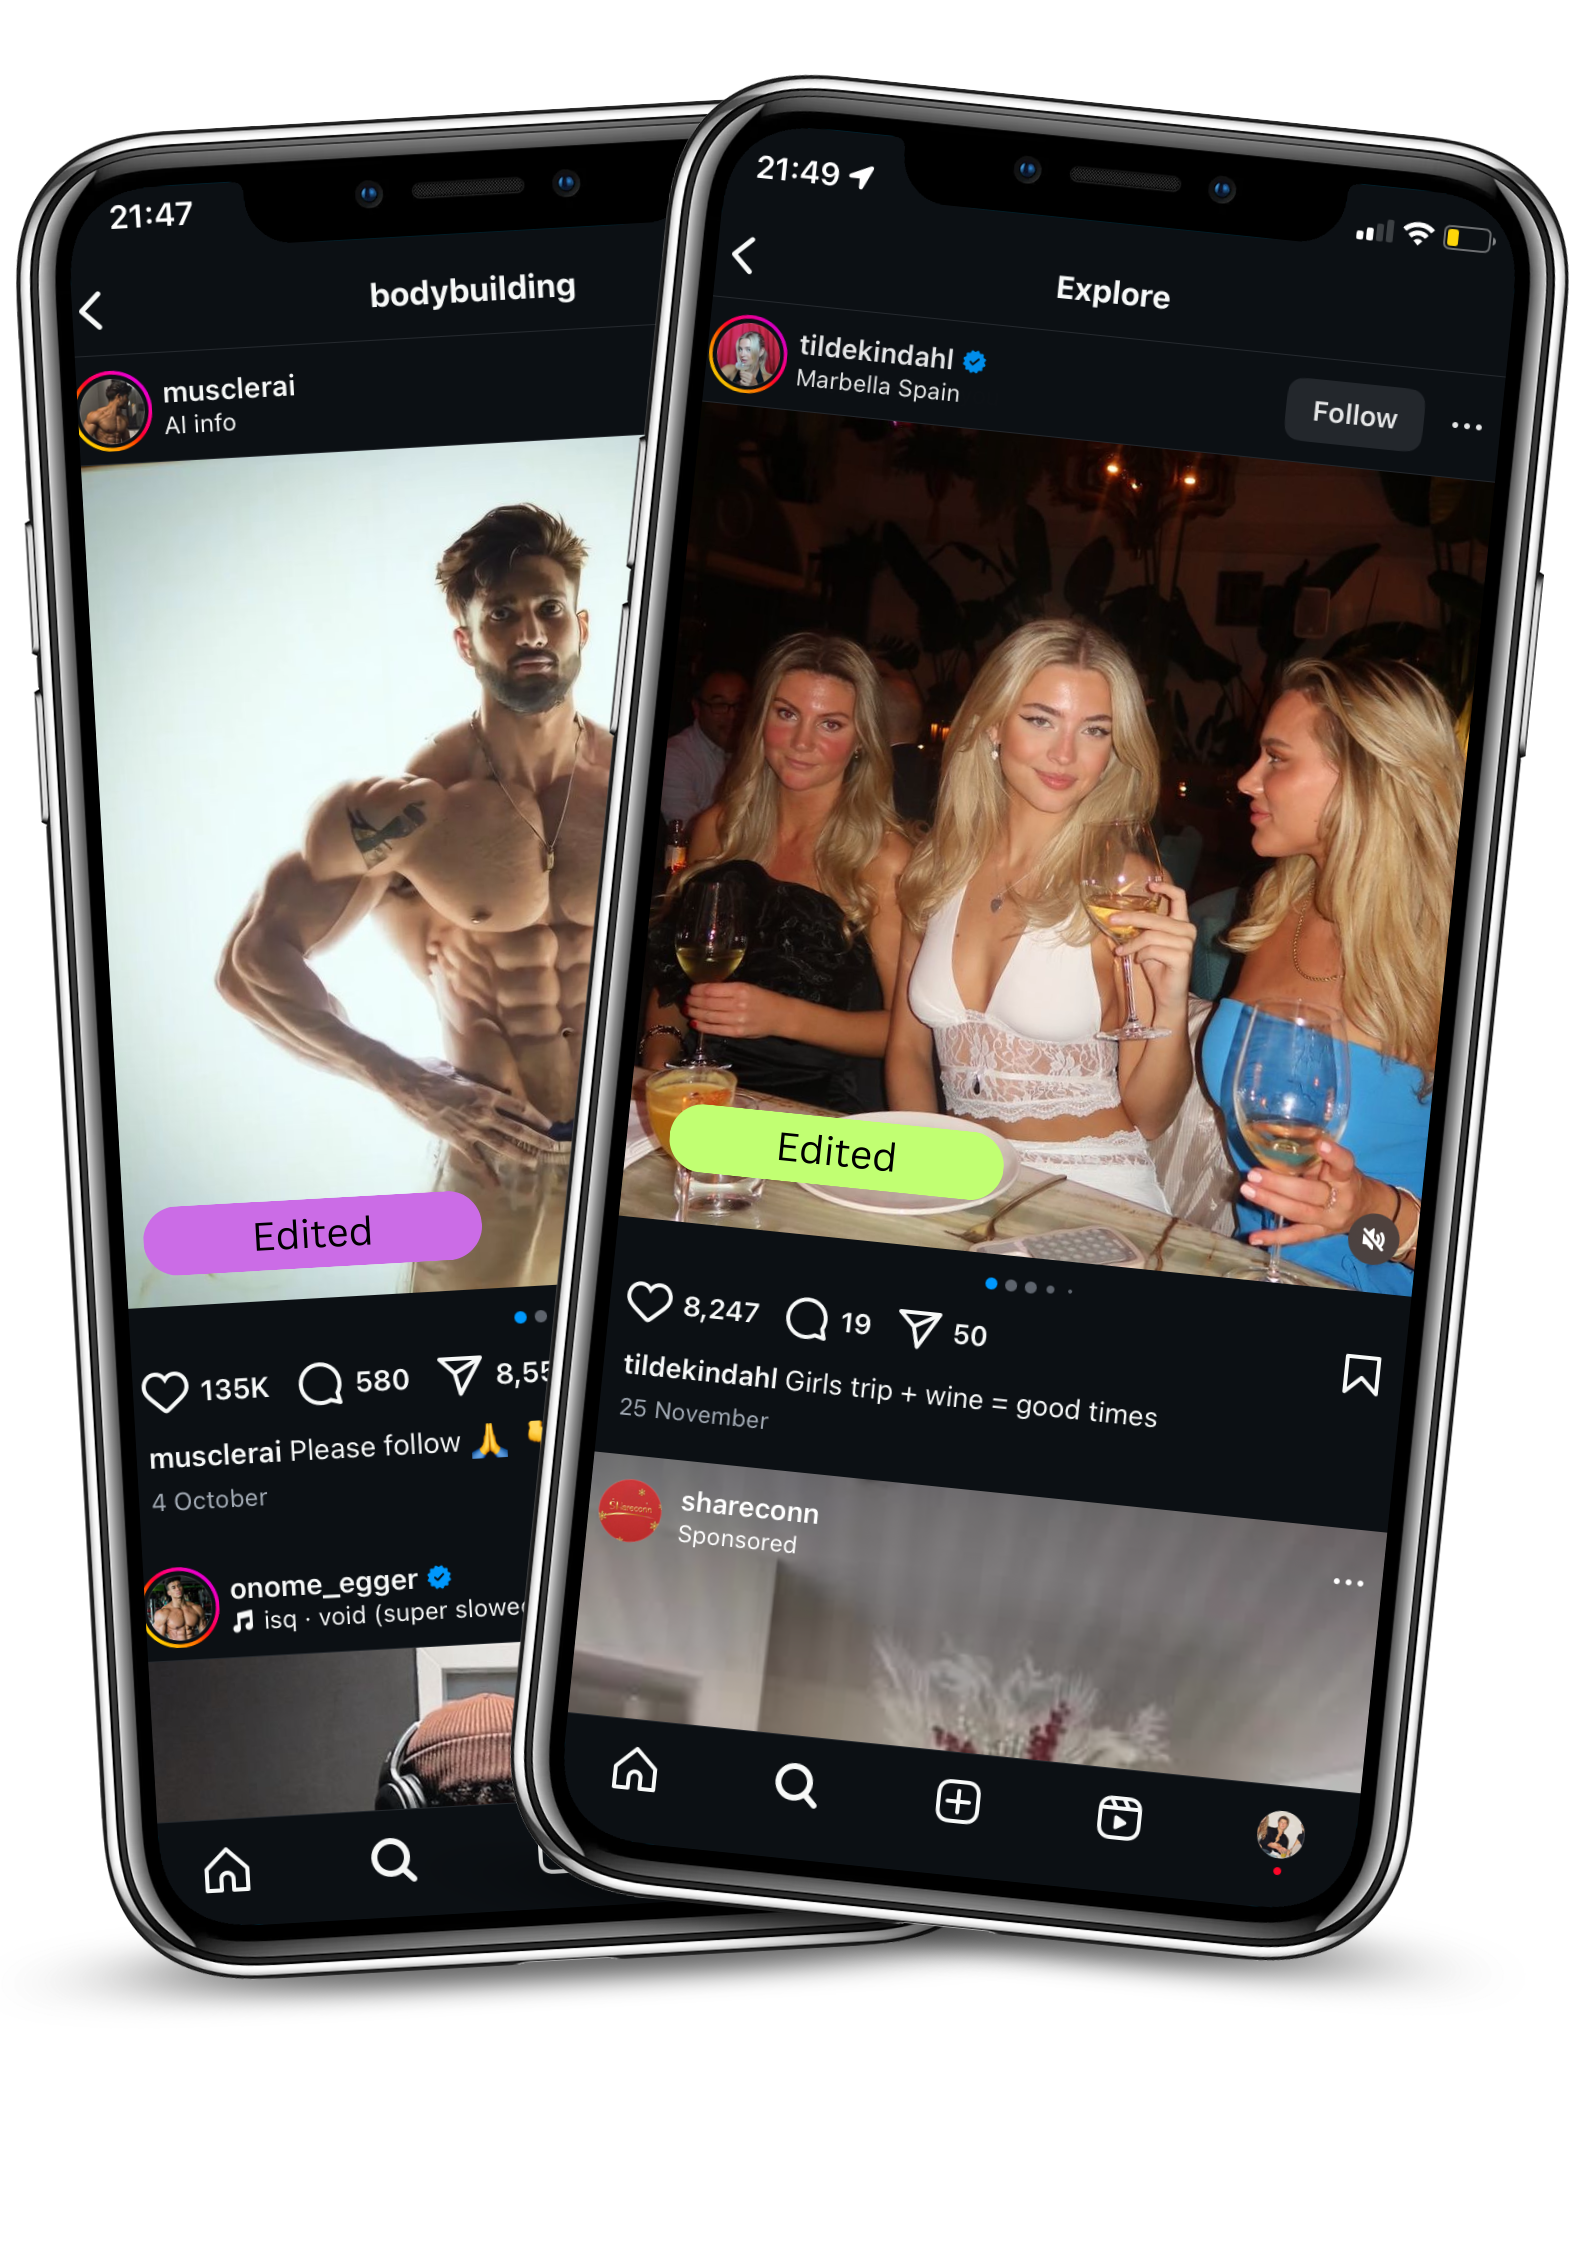 21:47
bodybuilding
musclerai
AI info
Edited
135K 580 8,55
musclerai Please follow 🙏
4 October
onome_egger
isq · void (super slowed
21:49
Explore
tildekindahl
Marbella Spain
Follow
Edited
8,247 19 50
tildekindahl Girls trip + wine = good times
25 November
Shareconn
shareconn
Sponsored